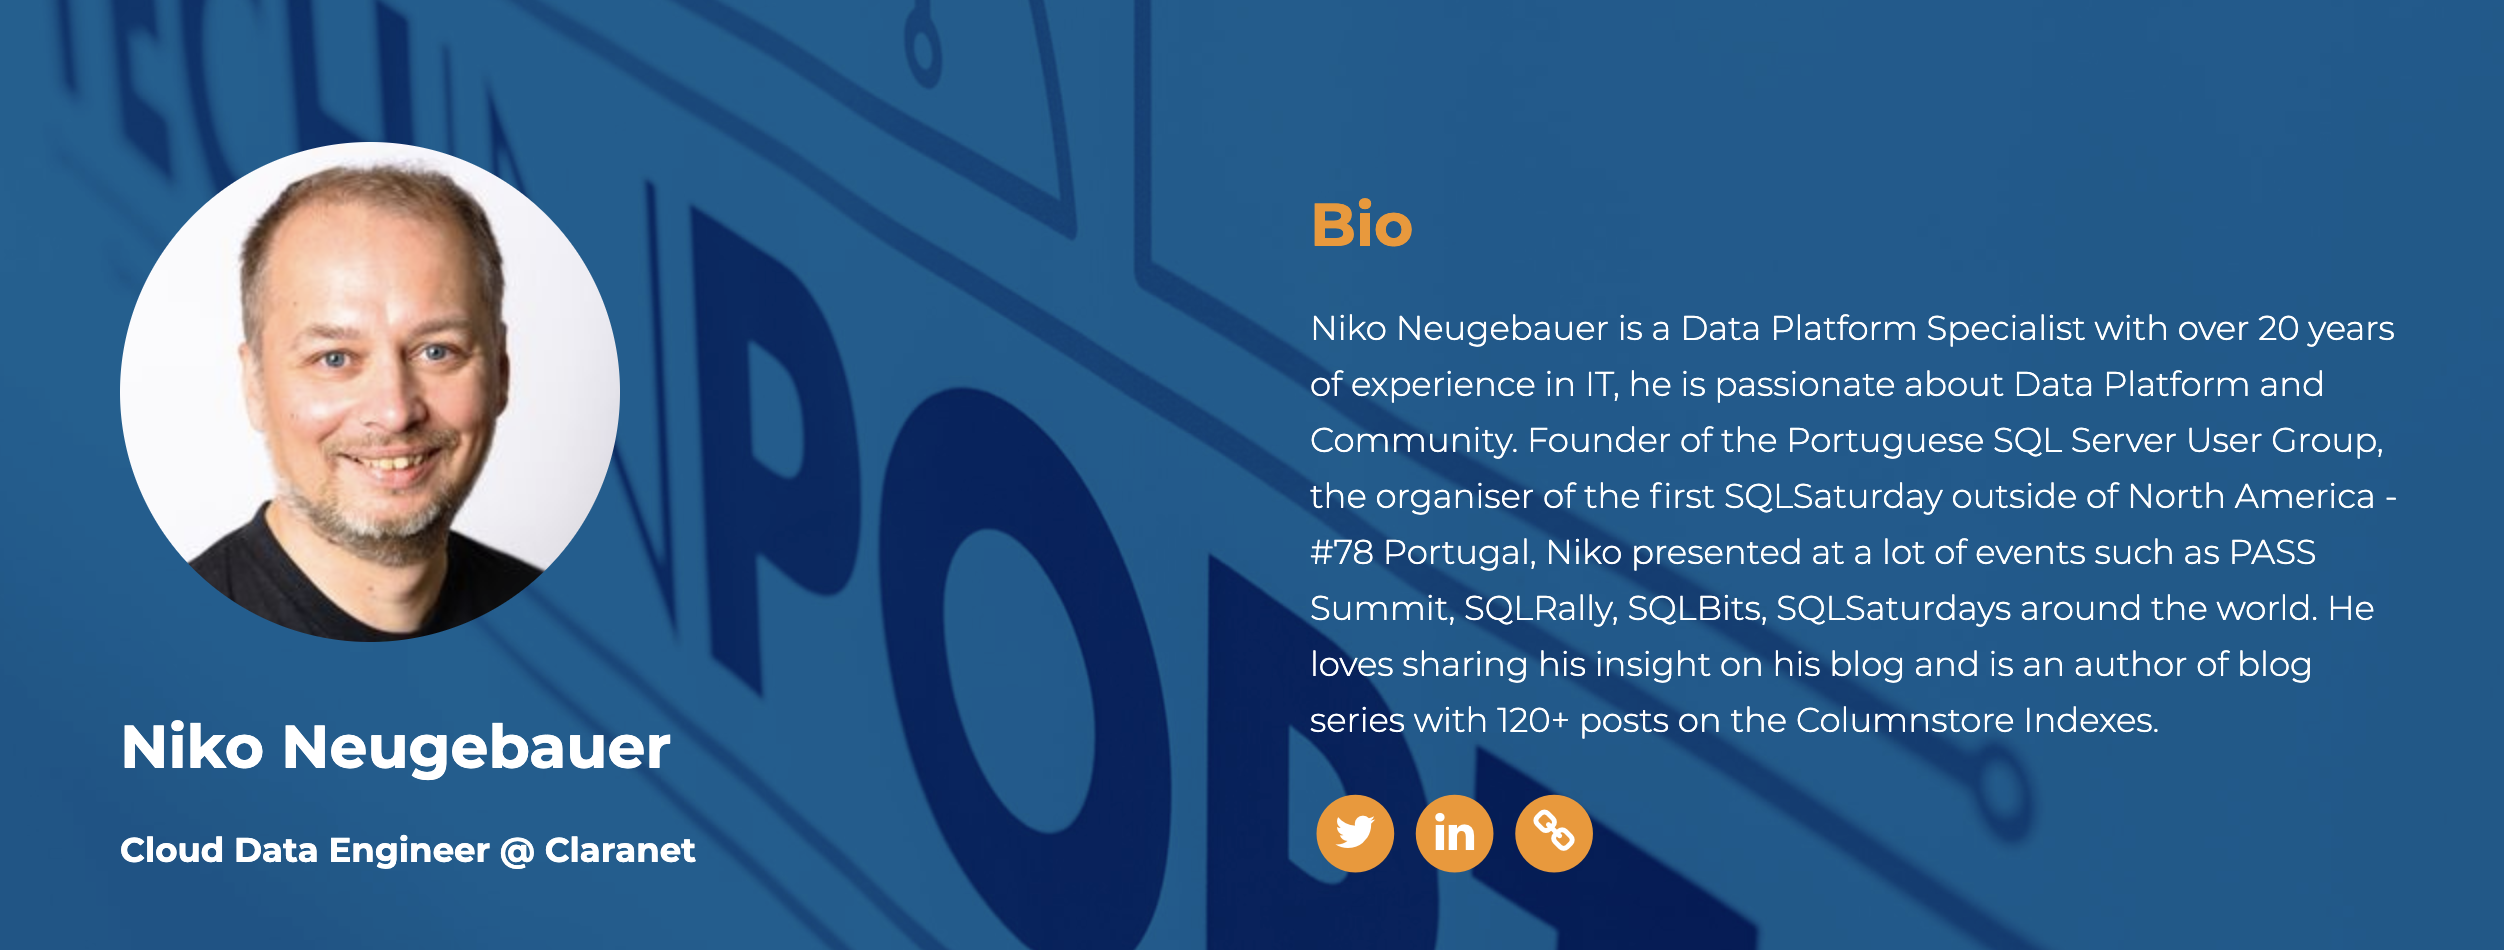 TECH
PORT
Niko Neugebauer
Cloud Data Engineer @ Claranet
Bio
Niko Neugebauer is a Data Platform Specialist with over 20 years
of experience in IT, he is passionate about Data Platform and
Community. Founder of the Portuguese SQL Server User Group,
the organiser of the first SQLSaturday outside of North America -
#78 Portugal, Niko presented at a lot of events such as PASS
Summit, SQLRally, SQLBits, SQLSaturdays around the world. He
loves sharing his insight on his blog and is an author of blog
series with 120+ posts on the Columnstore Indexes.
in